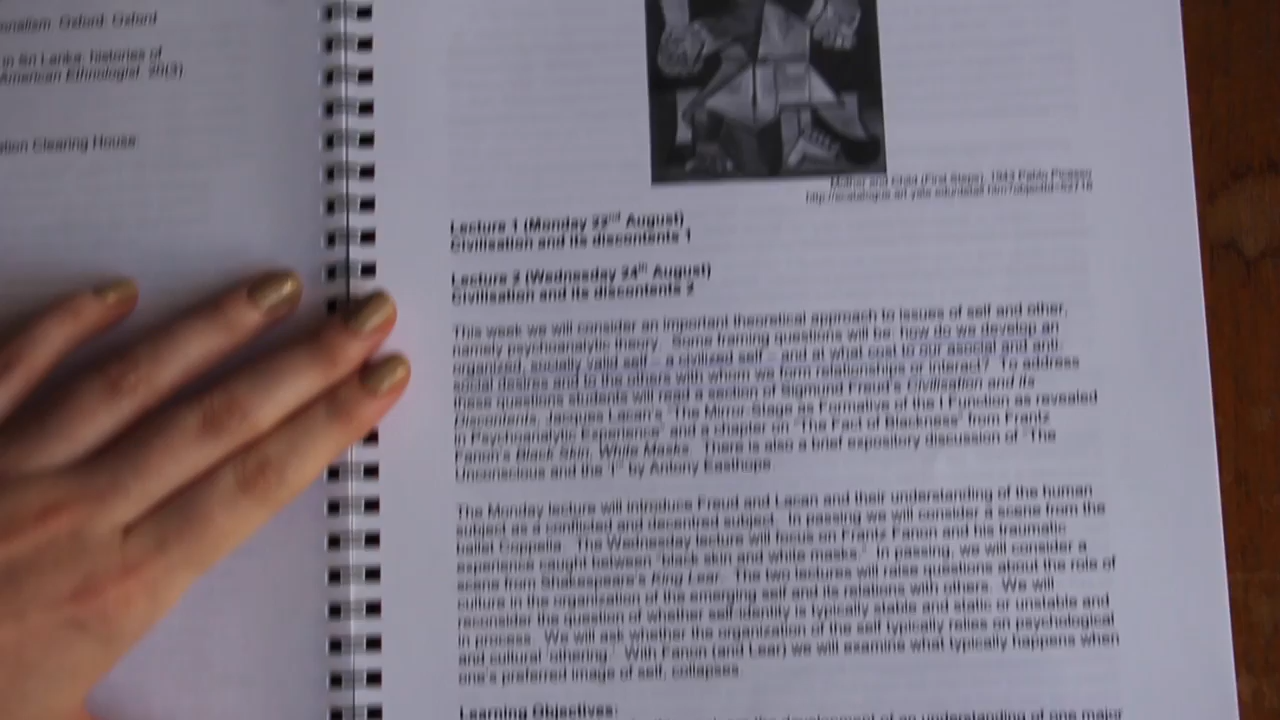 onalism. Oxford: Oxford
in Sri Lanka: histories of
American Ethnologist 20(3)
ation Clearing House
Mother and Child (First Steps), 1943 Pablo Picasso
Lecture 1 (Monday 22nd August)
Civilisation and its discontents 1
Lecture 2 (Wednesday 24th August)
Civilisation and its discontents 2
This week we will consider an important theoretical approach to issues of self and other,
namely psychoanalytic theory. Some framing questions will be: how do we develop an
organized, socially valid self – a civilized self – and at what cost to our asocial and anti-
social desires and to the others with whom we form relationships or interact? To address
these questions students will read a section of Sigmund Freud's Civilisation and its
Discontents, Jacques Lacan's 'The Mirror-Stage as Formative of the I Function as revealed
in Psychoanalytic Experience' and a chapter on 'The Fact of Blackness' from Frantz
Fanon's Black Skin, White Masks. There is also a brief expository discussion of 'The
Unconscious and the 'I'' by Antony Easthope
The Monday lecture will introduce Freud and Lacan and their understanding of the human
subject as a conflicted and decentred subject. In passing we will consider a scene from the
ballet Coppelia. The Wednesday lecture will focus on Frantz Fanon and his traumatic
experience caught between 'black skin and white masks.' In passing, we will consider a
scene from Shakespeare's King Lear. The two lectures will raise questions about the role of
culture in the organization of the emerging self and its relations with others. We will
reconsider the question of whether self-identity is typically stable and static or unstable and
in process. We will ask whether the organization of the self typically relies on psychological
and cultural 'othering.' With Fanon (and Lear) we will examine what typically happens when
one's preferred image of self, collapses.
Learning Objectives:
the development of an understanding of one major